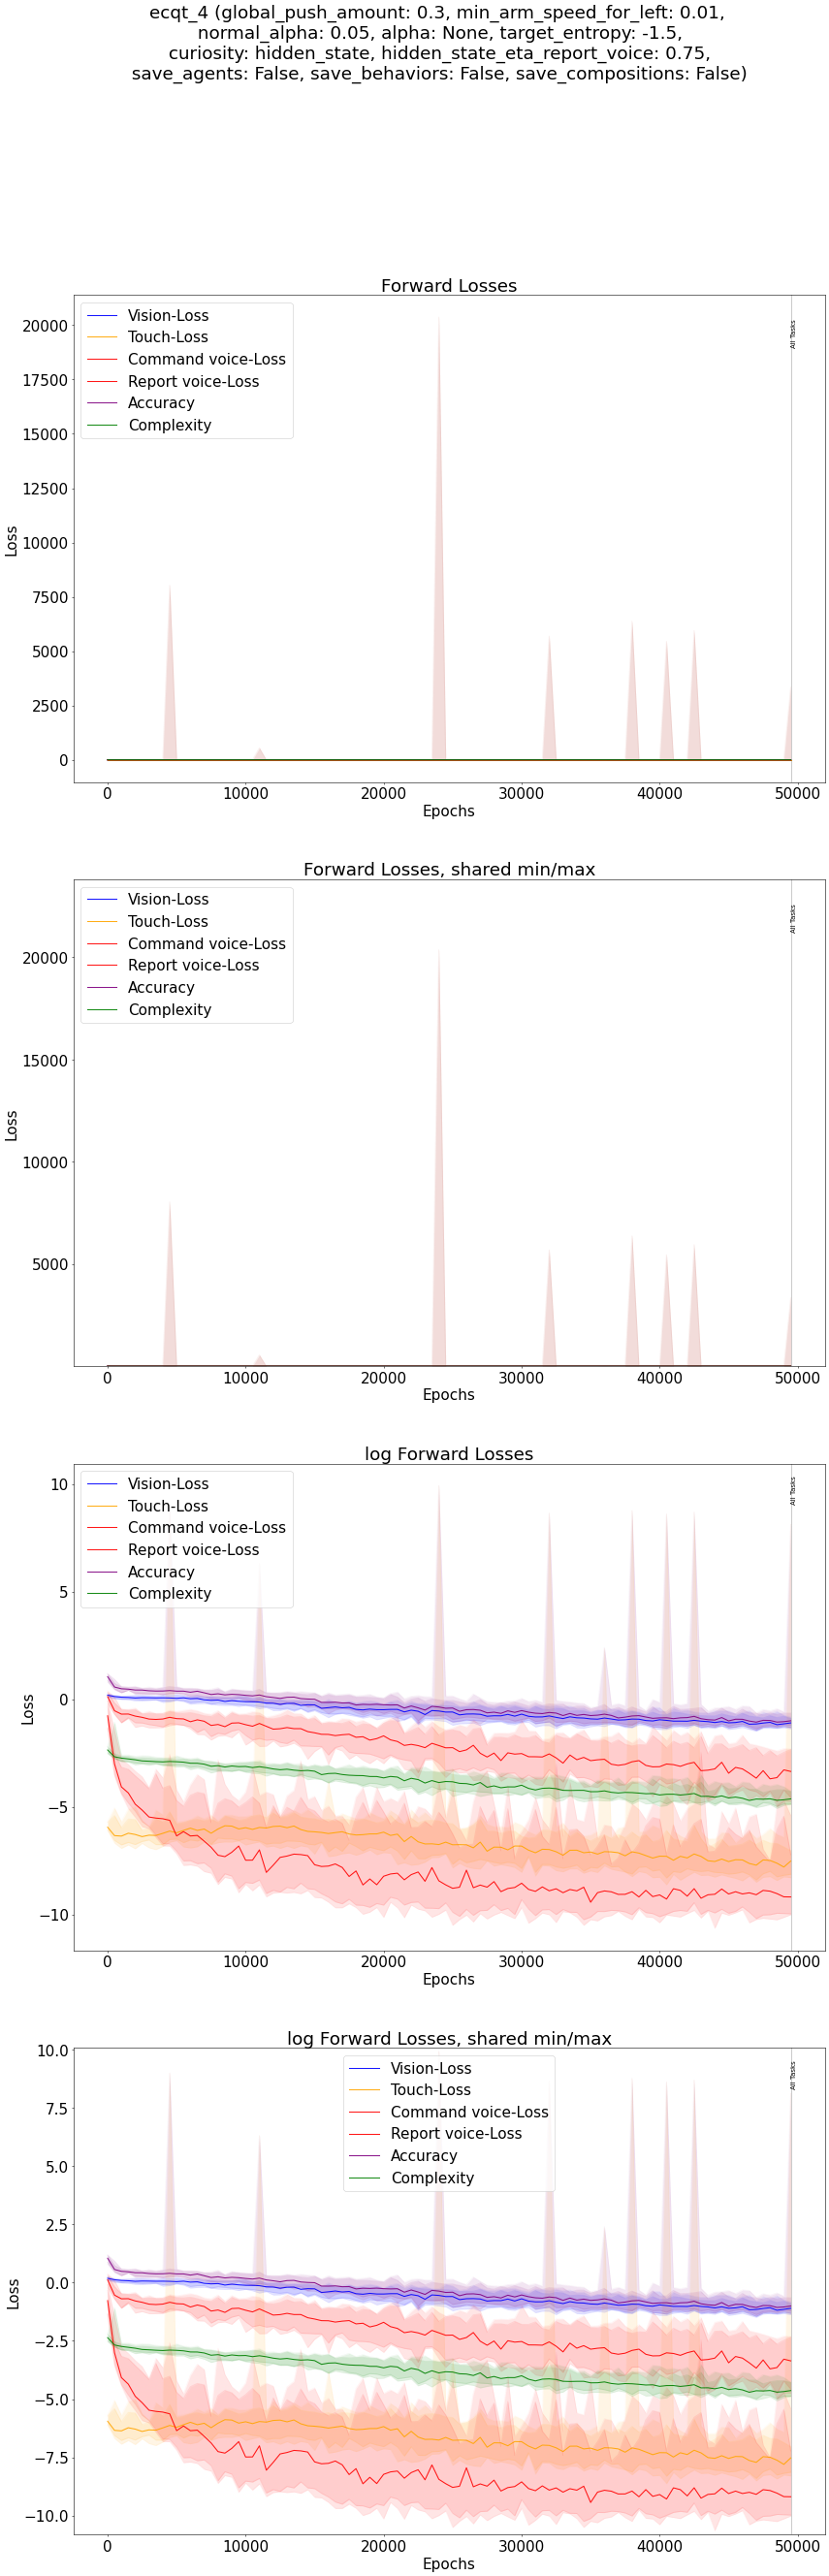 ecqt_4 (global_push_amount: 0.3, min_arm_speed_for_left: 0.01,
normal_alpha: 0.05, alpha: None, target_entropy: -1.5,
curiosity: hidden_state, hidden_state_eta_report_voice: 0.75,
save_agents: False, save_behaviors: False, save_compositions: False)
Forward Losses
Vision-Loss
Touch-Loss
Command voice-Loss
Report voice-Loss
Accuracy
Complexity
All Tasks
20000
17500
15000
12500
10000
7500
5000
2500
0
Loss
0 10000 20000 30000 40000 50000
Epochs
Forward Losses, shared min/max
Vision-Loss
Touch-Loss
Command voice-Loss
Report voice-Loss
Accuracy
Complexity
All Tasks
20000
15000
10000
5000
Loss
0 10000 20000 30000 40000 50000
Epochs
log Forward Losses
Vision-Loss
Touch-Loss
Command voice-Loss
Report voice-Loss
Accuracy
Complexity
All Tasks
10
5
0
−5
−10
Loss
0 10000 20000 30000 40000 50000
Epochs
log Forward Losses, shared min/max
Vision-Loss
Touch-Loss
Command voice-Loss
Report voice-Loss
Accuracy
Complexity
All Tasks
10.0
7.5
5.0
2.5
0.0
−2.5
−5.0
−7.5
−10.0
Loss
0 10000 20000 30000 40000 50000
Epochs